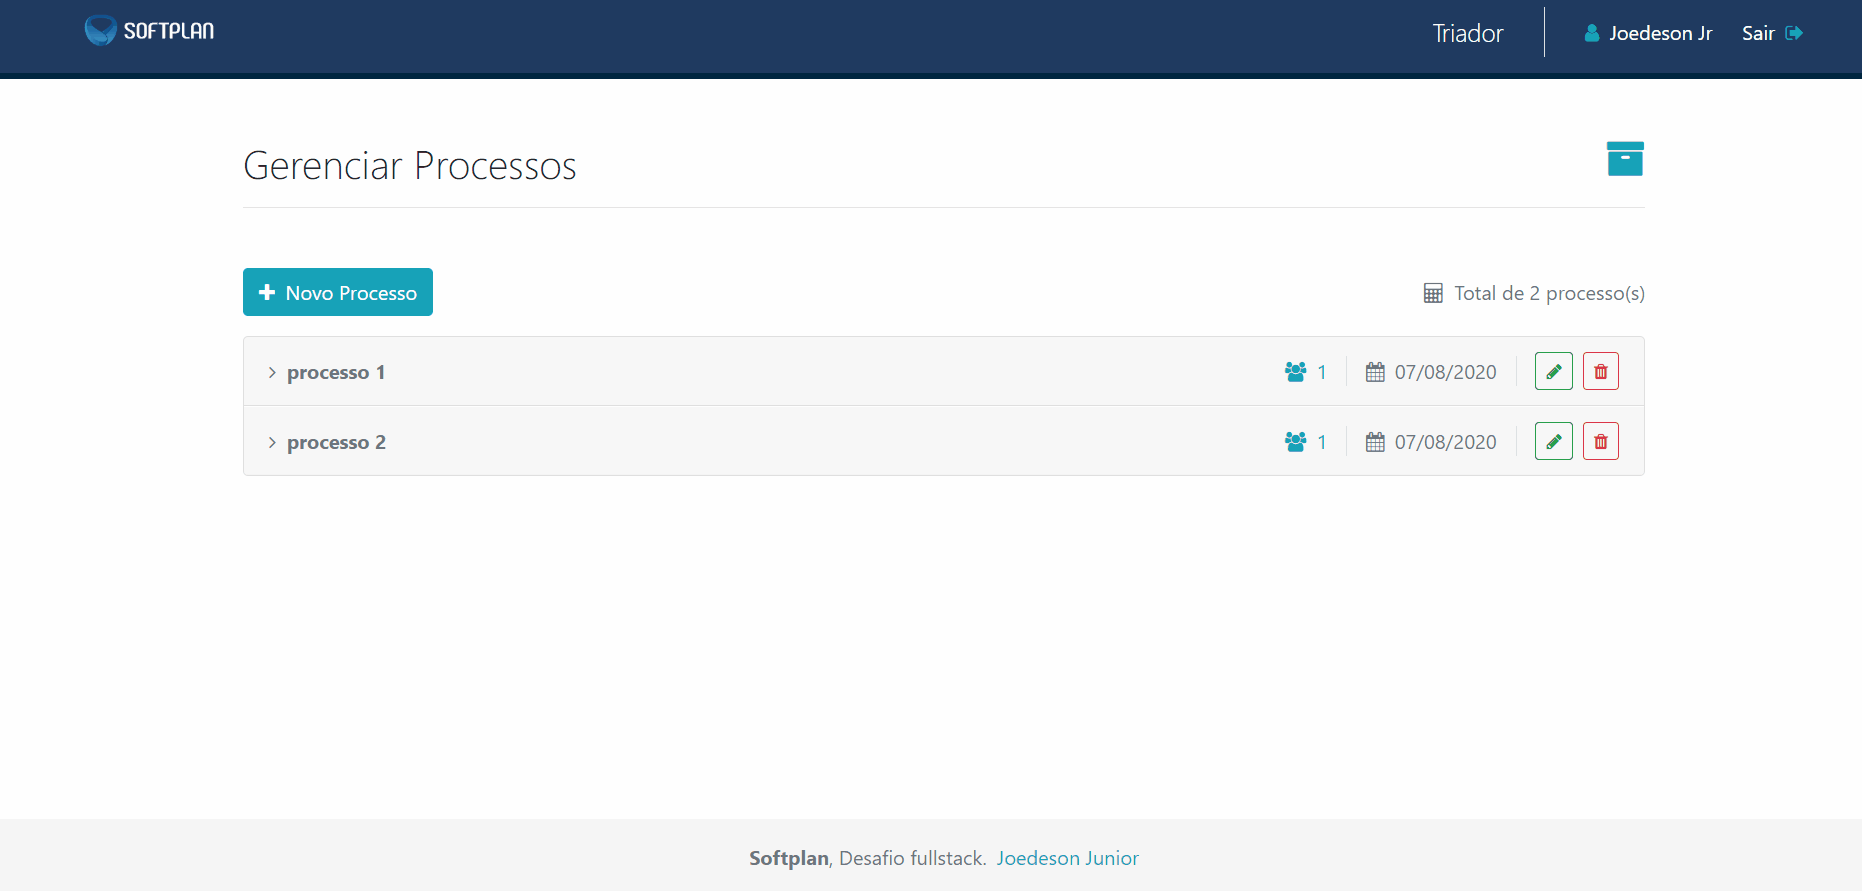 SOFTPLAN
Triador
Joedeson Jr
Sair
Gerenciar Processos
Novo Processo
Total de 2 processo(s)
processo 1
1
07/08/2020
processo 2
1
07/08/2020
Softplan, Desafio fullstack. Joedeson Junior